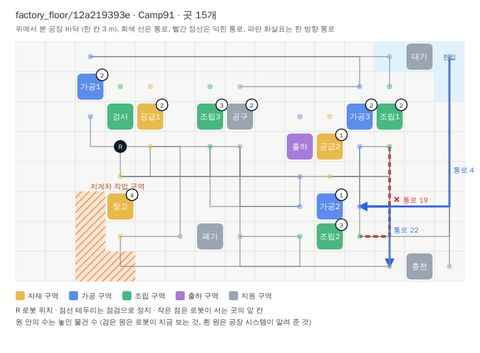 factory_floor/12a219393e · Camp91 · 곳 15개
위에서 본 공장 바닥 (한 칸 3 m). 회색 선은 통로, 빨간 점선은 막힌 통로, 파란 화살표는 한 방향 통로
대기
진입
가공1
2
검사
공급1
2
조립3
3
공구
2
가공3
2
조립1
2
R
출하
공급2
1
통로 4
지게차 작업 구역
창고
4
가공2
1
✖ 통로 19
폐기
조립2
3
통로 22
충전
자재 구역
가공 구역
조립 구역
출하 구역
지원 구역
R 로봇 위치 · 점선 테두리는 점검으로 정지 · 작은 점은 로봇이 서는 곳의 앞 칸
원 안의 수는 놓인 물건 수 (검은 원은 로봇이 지금 보는 것, 흰 원은 공장 시스템이 알려 준 것)